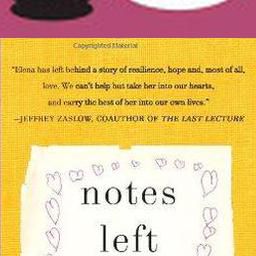 Copyrighted Material
"Elena has left behind a story of resilience, hope and, most of all,
love. We can't help but take her into our hearts,
and carry the best of her into our own lives."
—JEFFREY ZASLOW, COAUTHOR OF THE LAST LECTURE
notes
left